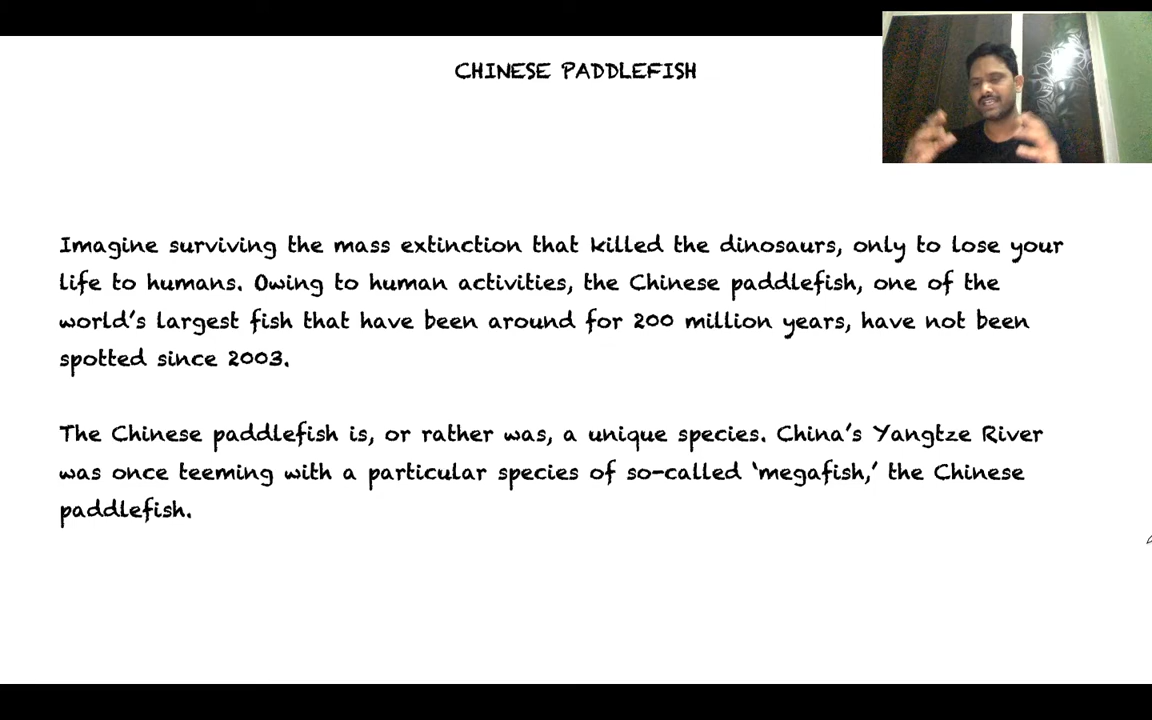 CHINESE PADDLEFISH
Imagine surviving the mass extinction that killed the dinosaurs, only to lose your
life to humans. Owing to human activities, the Chinese paddlefish, one of the
world's largest fish that have been around for 200 million years, have not been
spotted since 2003.
The Chinese paddlefish is, or rather was, a unique species. China's Yangtze River
was once teeming with a particular species of so-called ‘megafish,’ the Chinese
paddlefish.